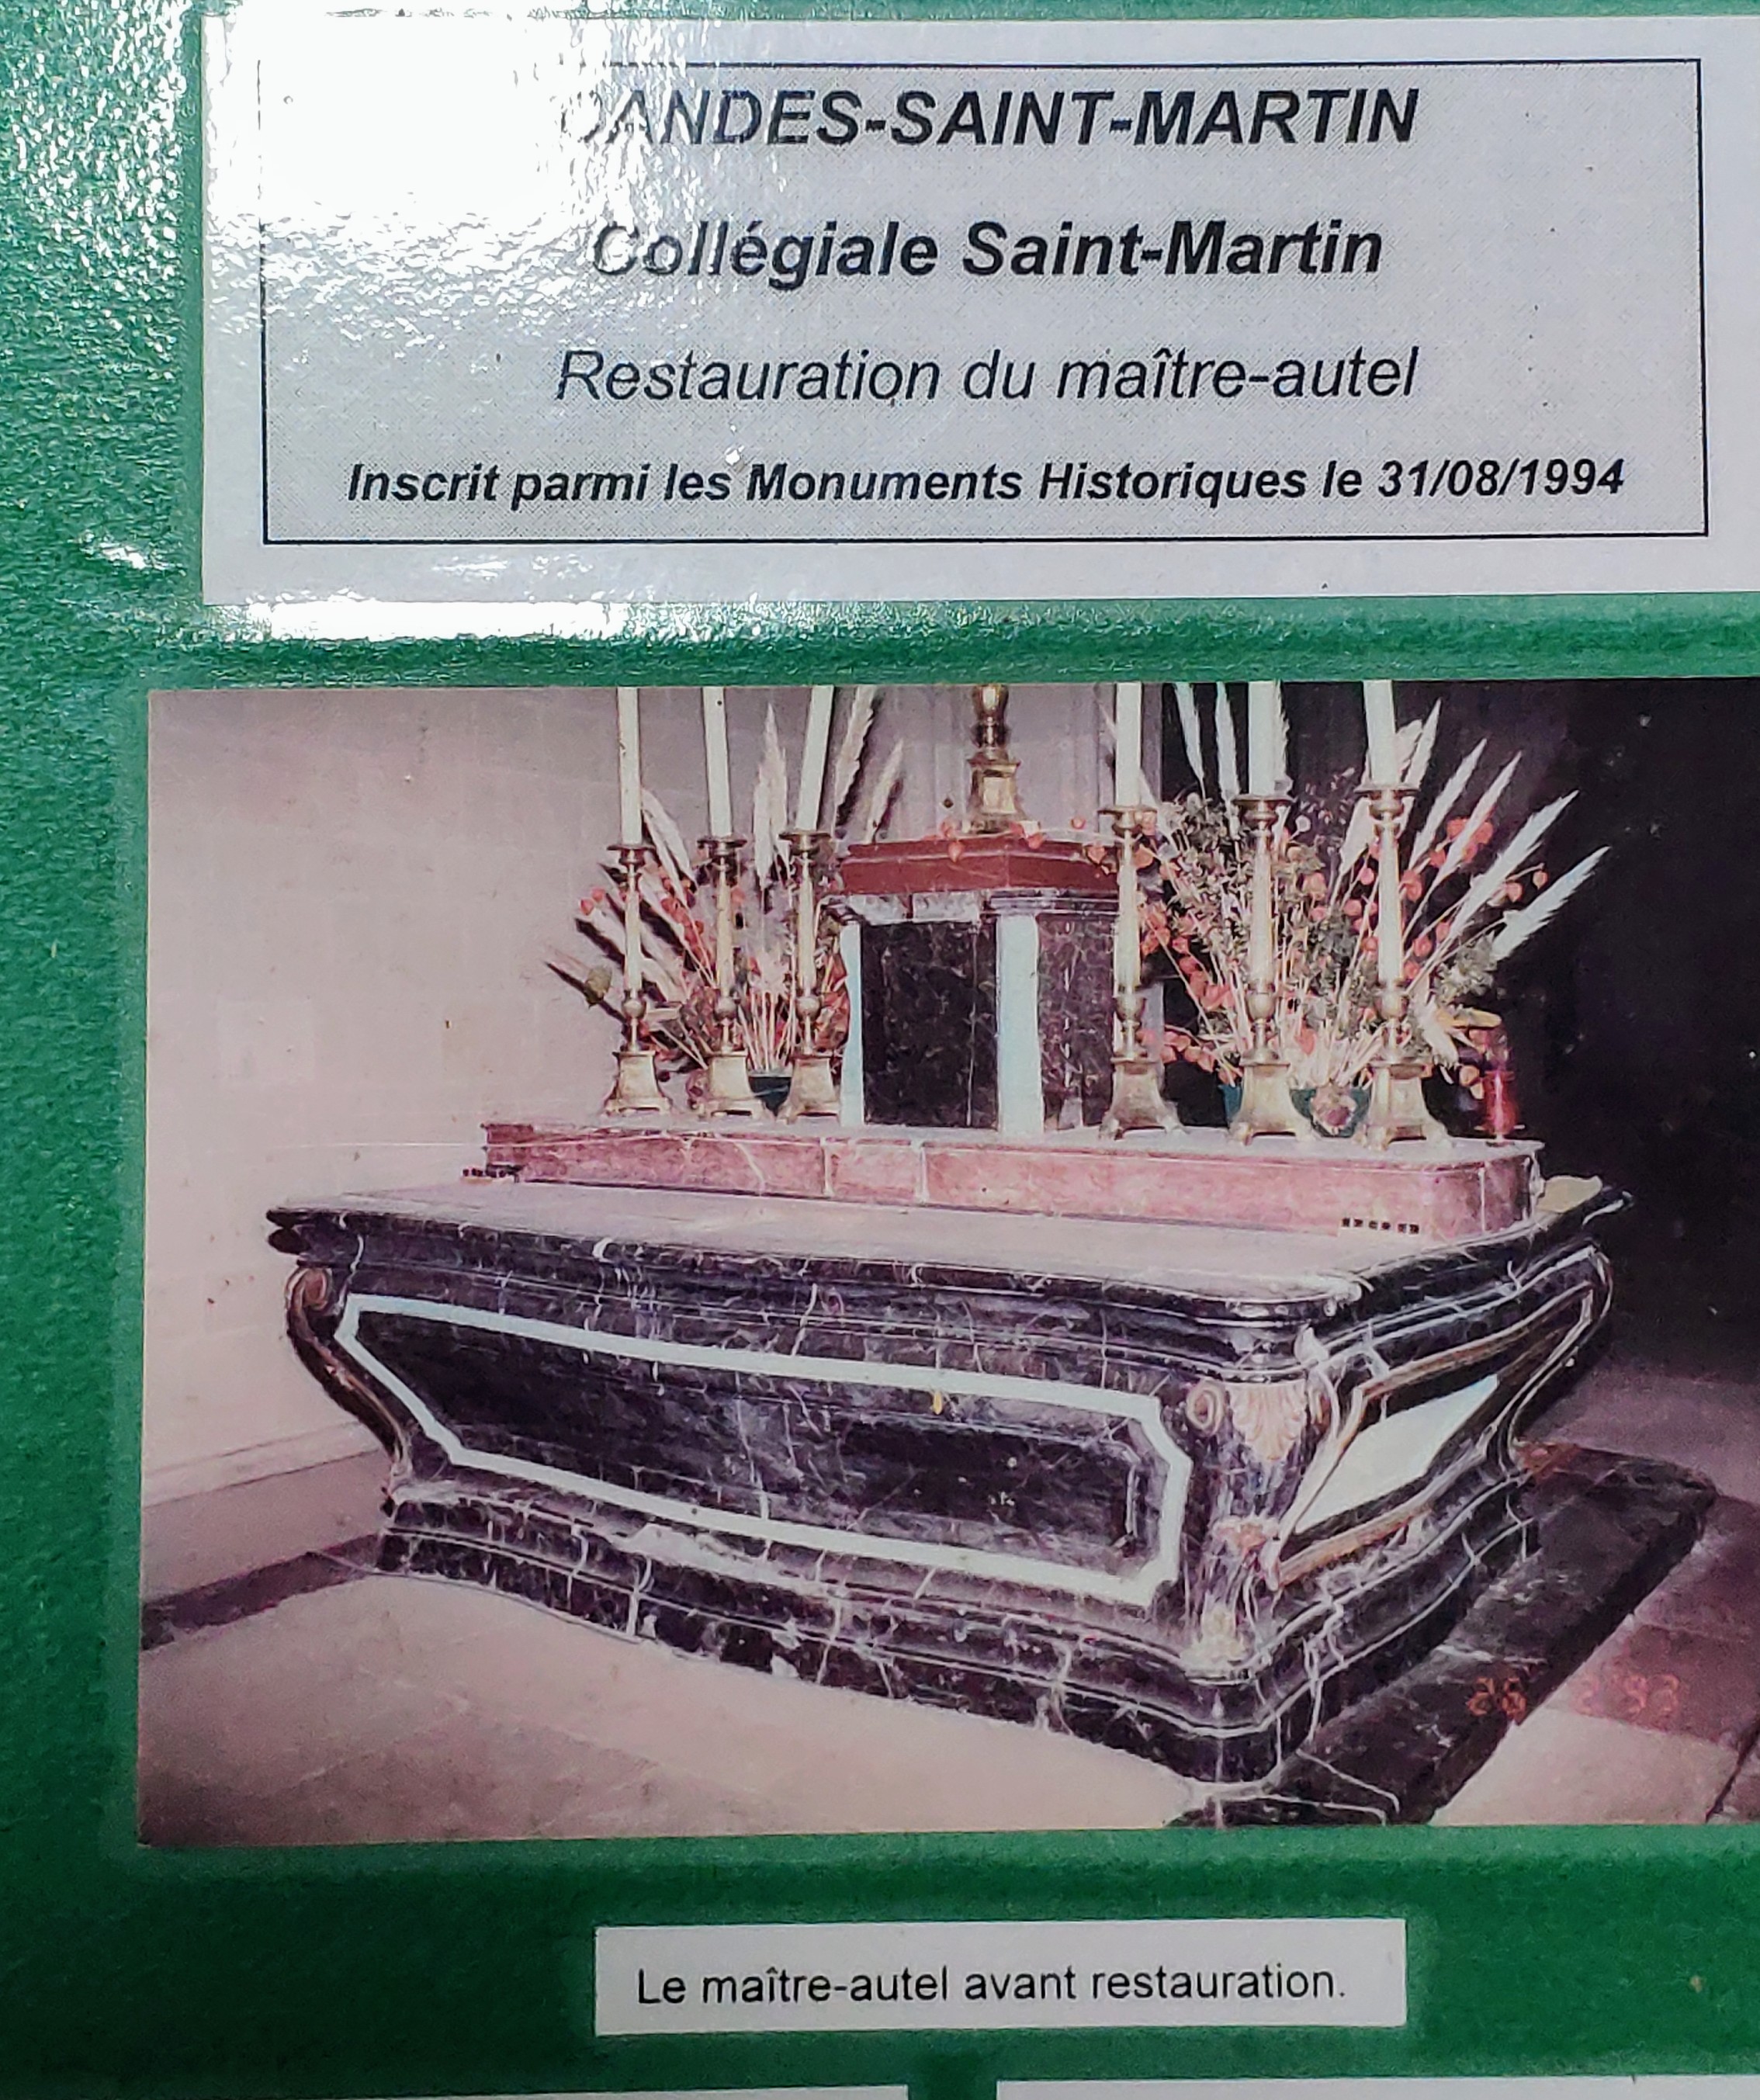 ANDES-SAINT-MARTIN
Collégiale Saint-Martin
Restauration du maître-autel
Inscrit parmi les Monuments Historiques le 31/08/1994
Le maître-autel avant restauration.